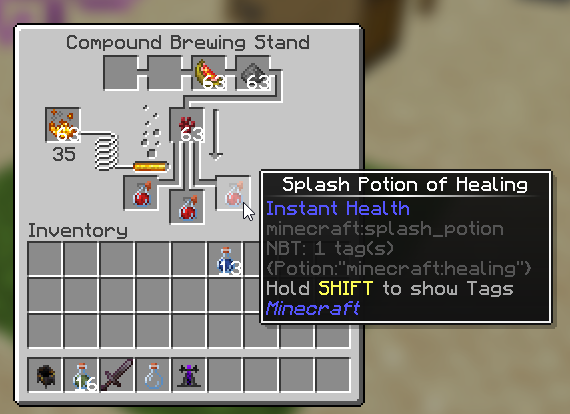 Compound Brewing Stand
63
63
63
63
35
Splash Potion of Healing
Instant Health
minecraft:splash_potion
NBT: 1 tag(s)
{Potion:"minecraft:healing"}
Hold SHIFT to show Tags
Minecraft
Inventory
13
16